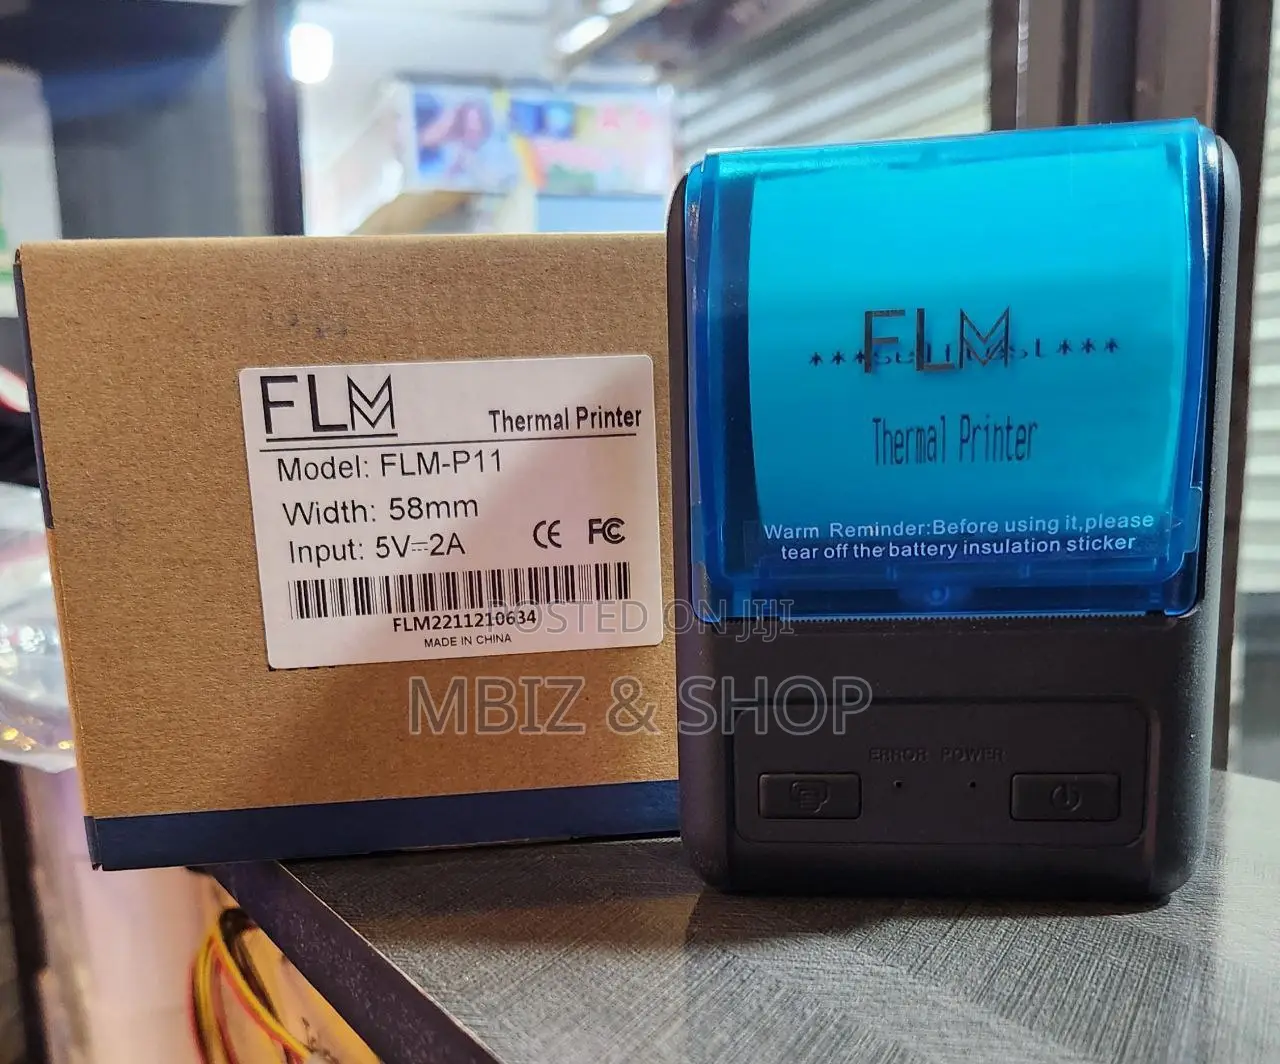 FLM
Thermal Printer
Model: FLM-P11
Width: 58mm
Input: 5V⎓2A
CE FC
FLM2211210634
MADE IN CHINA
FLM
Thermal Printer
Warm Reminder:Before using it,please
tear off the battery insulation sticker
ERROR POWER
POSTED ON JIJI
MBIZ & SHOP